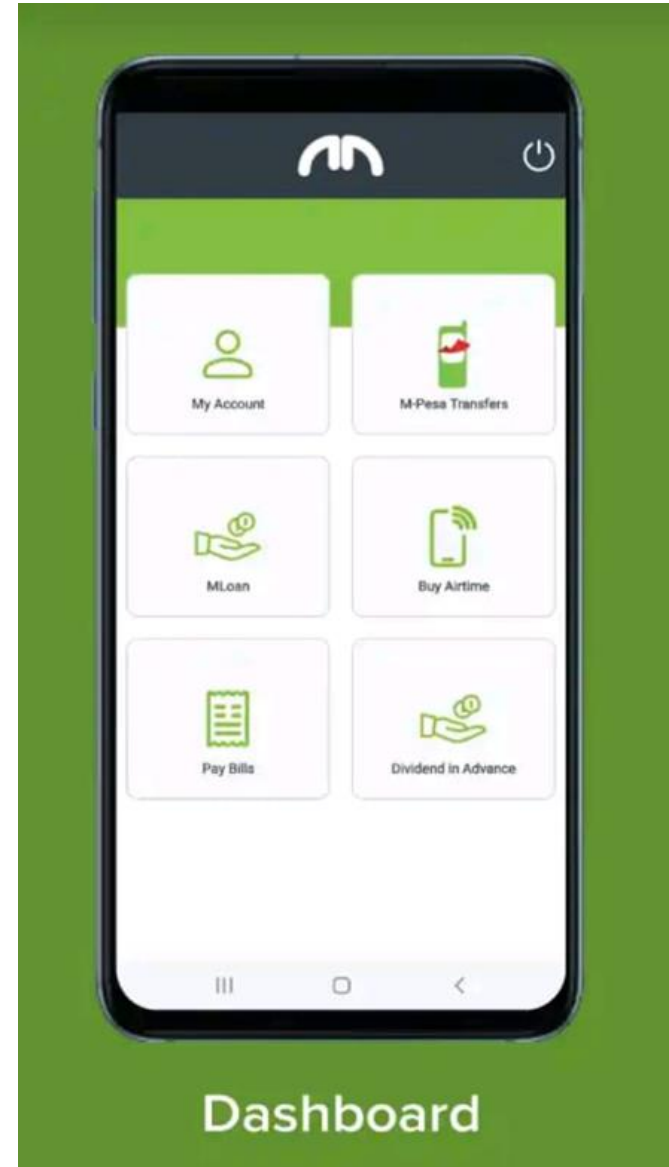 My Account
M-Pesa Transfers
MLoan
Buy Airtime
Pay Bills
Dividend in Advance
Dashboard